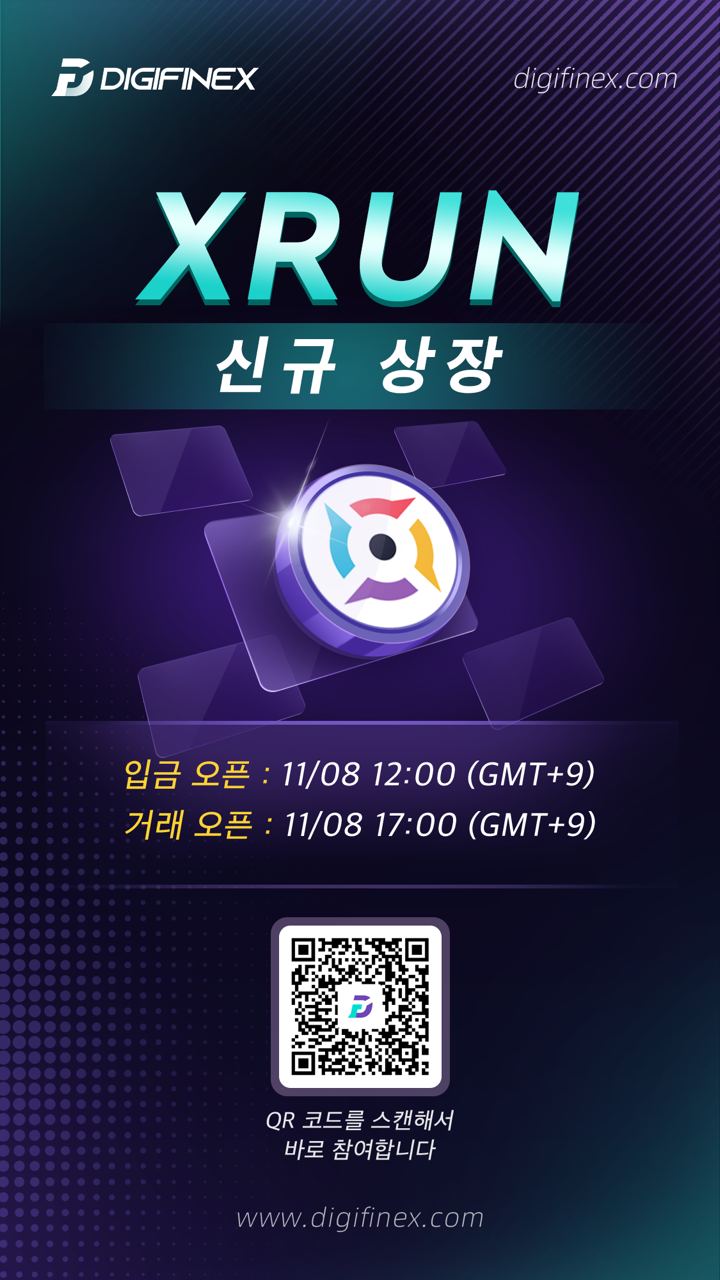 DIGIFINEX
digifinex.com
XRUN
신규 상장
입금 오픈 : 11/08 12:00 (GMT+9)
거래 오픈 : 11/08 17:00 (GMT+9)
QR 코드를 스캔해서
바로 참여합니다
www.digifinex.com